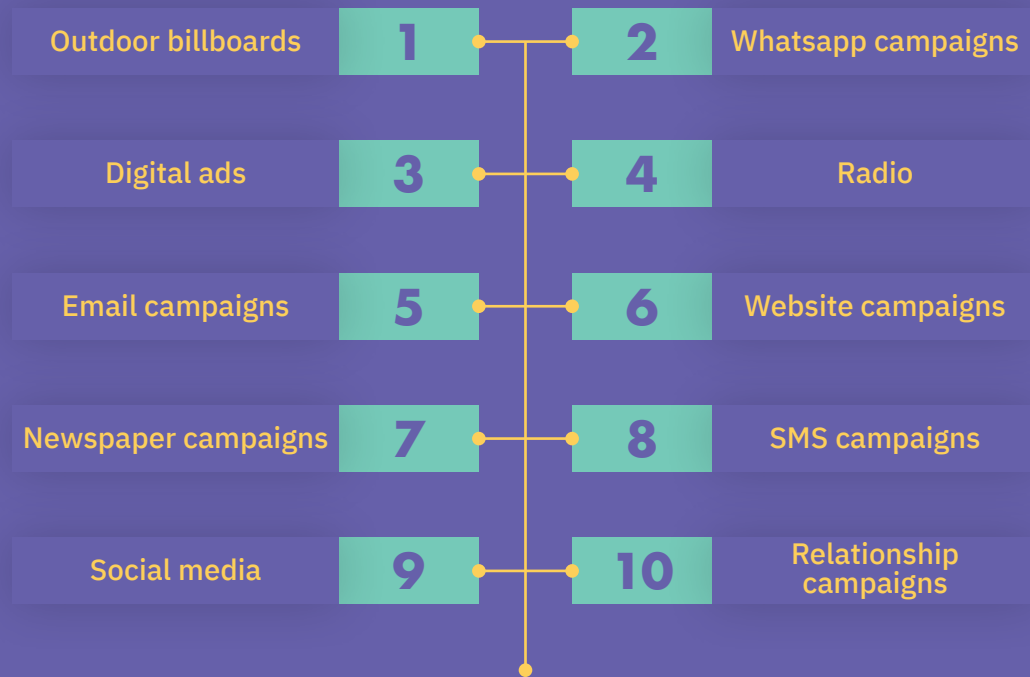 Outdoor billboards
1
2
Whatsapp campaigns
Digital ads
3
4
Radio
Email campaigns
5
6
Website campaigns
Newspaper campaigns
7
8
SMS campaigns
Social media
9
10
Relationship
campaigns